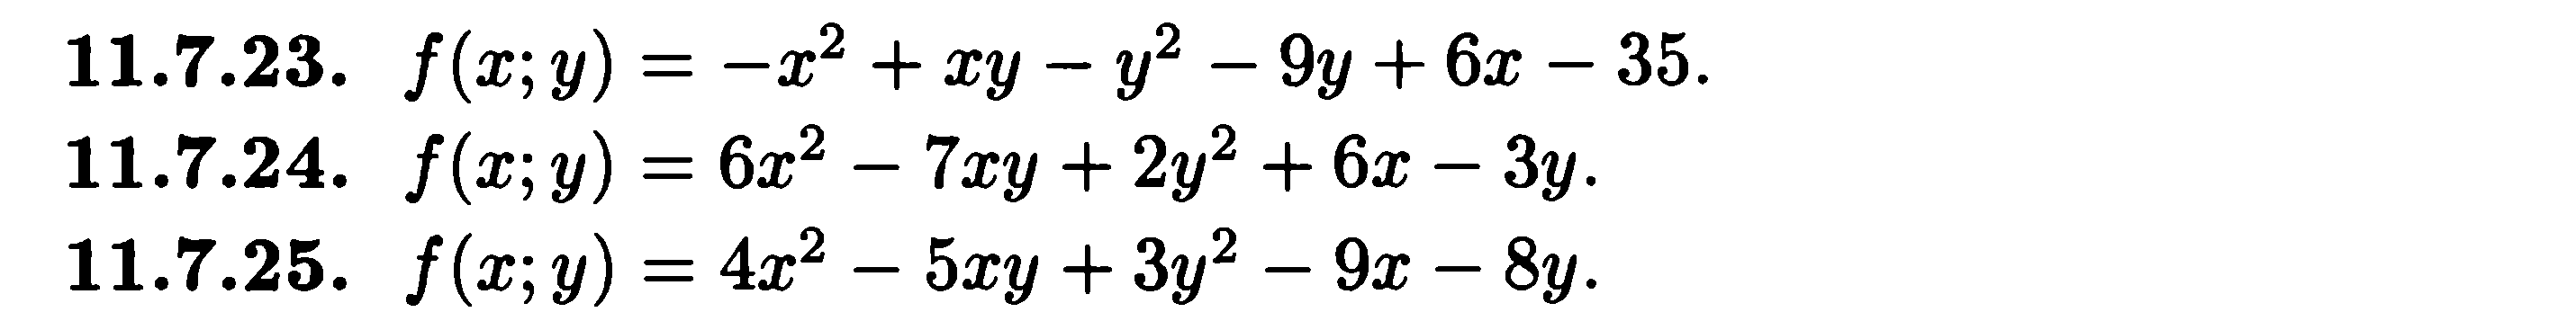 11.7.23. f(x; y) = −x² + xy − y² − 9y + 6x − 35.
11.7.24. f(x; y) = 6x² − 7xy + 2y² + 6x − 3y.
11.7.25. f(x; y) = 4x² − 5xy + 3y² − 9x − 8y.